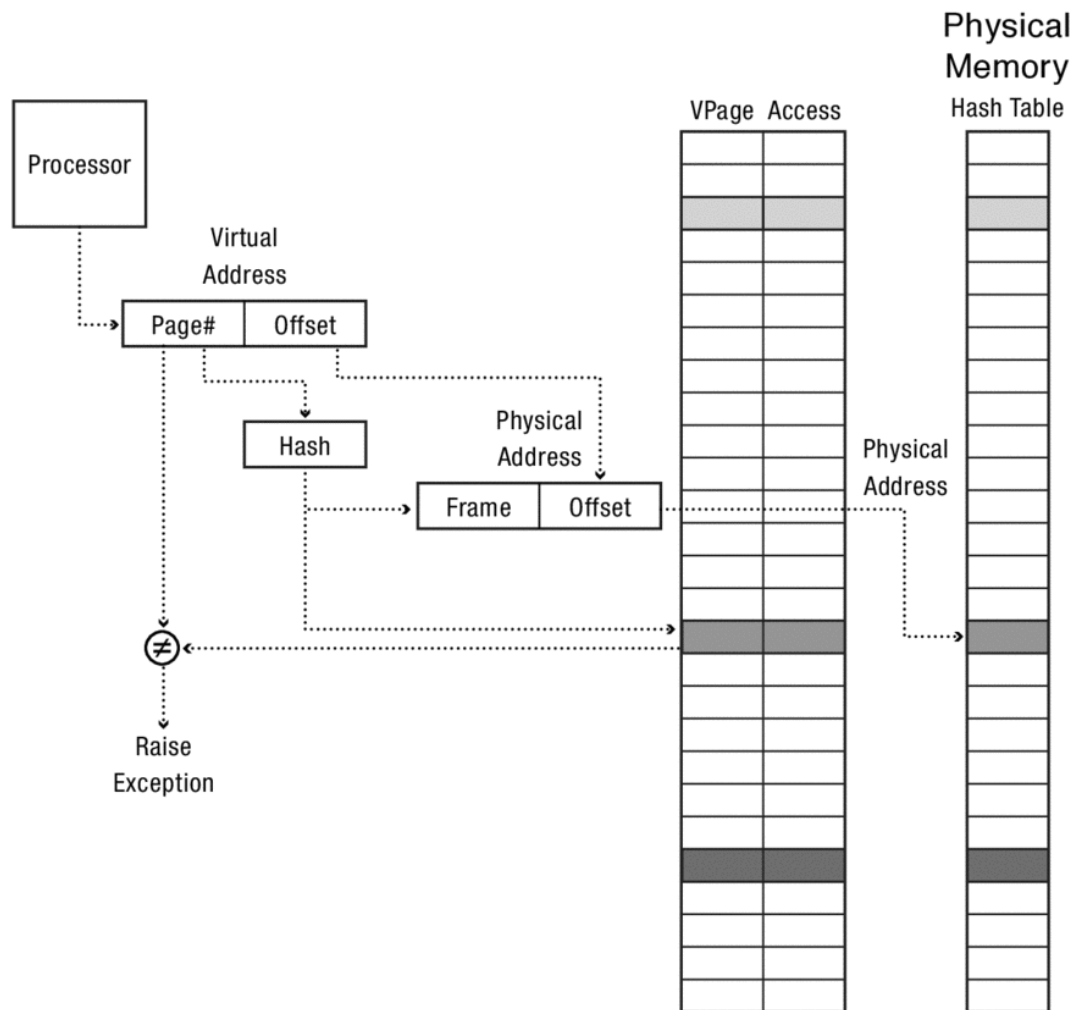 Physical
Memory
VPage Access
Hash Table
Processor
Virtual
Address
Page# Offset
Hash
Physical
Address
Frame Offset
Physical
Address
≠
Raise
Exception